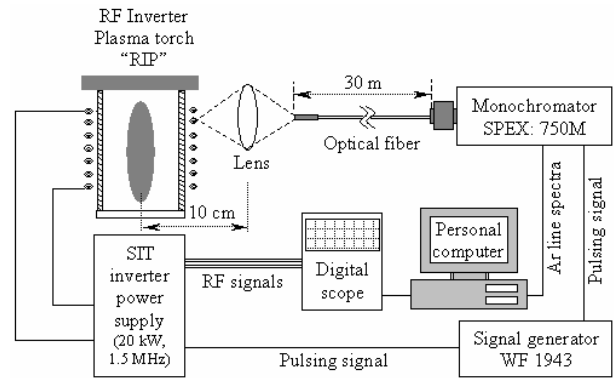 RF Inverter
Plasma torch
“RIP”
30 m
Monochromator
SPEX: 750M
Optical fiber
Lens
10 cm
SIT
inverter
power
supply
(20 kW,
1.5 MHz)
RF signals
Digital
scope
Personal
computer
Ar line spectra
Pulsing signal
Pulsing signal
Signal generator
WF 1943